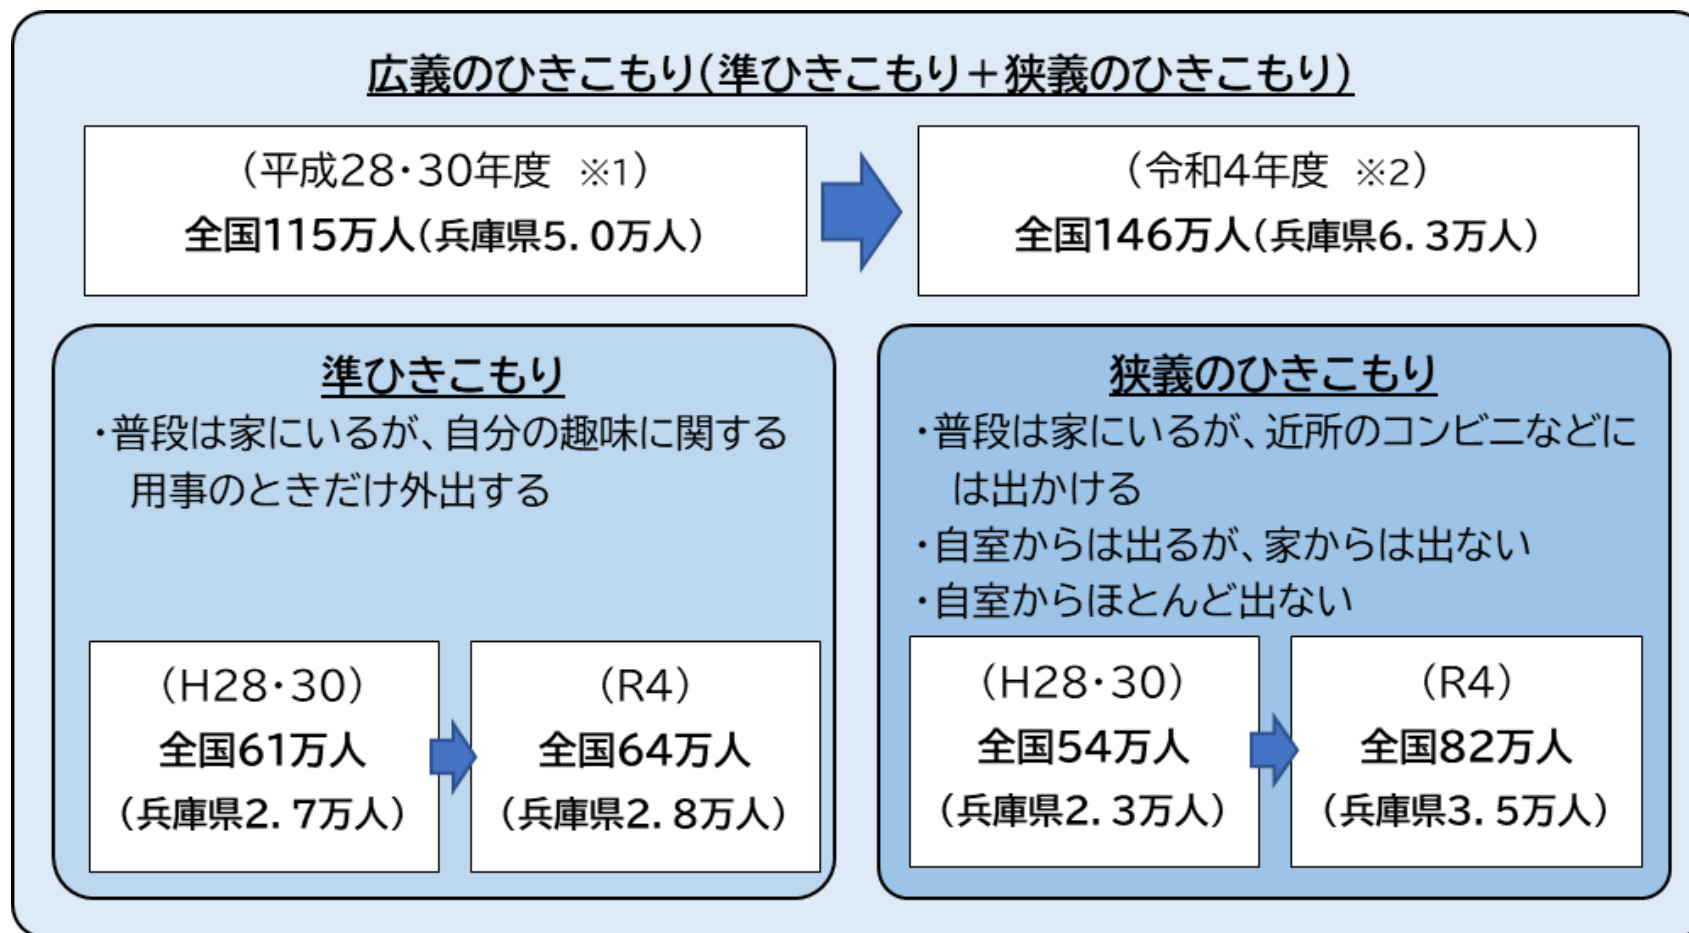 広義のひきこもり(準ひきこもり＋狭義のひきこもり)
(平成28・30年度 ※1)
全国115万人(兵庫県5.0万人)
(令和4年度 ※2)
全国146万人(兵庫県6.3万人)
準ひきこもり
・普段は家にいるが、自分の趣味に関する
用事のときだけ外出する
(H28・30)
全国61万人
(兵庫県2.7万人)
(R4)
全国64万人
(兵庫県2.8万人)
狭義のひきこもり
・普段は家にいるが、近所のコンビニなどに
は出かける
・自室からは出るが、家からは出ない
・自室からほとんど出ない
(H28・30)
全国54万人
(兵庫県2.3万人)
(R4)
全国82万人
(兵庫県3.5万人)